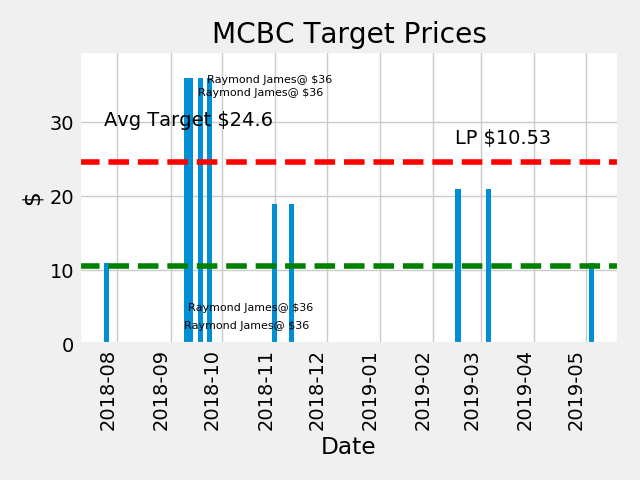 MCBC Target Prices
Raymond James@ $36
Raymond James@ $36
Avg Target $24.6
LP $10.53
30
20
10
0
$
Raymond James@ $36
Raymond James@ $36
2018-08
2018-09
2018-10
2018-11
2018-12
2019-01
2019-02
2019-03
2019-04
2019-05
Date